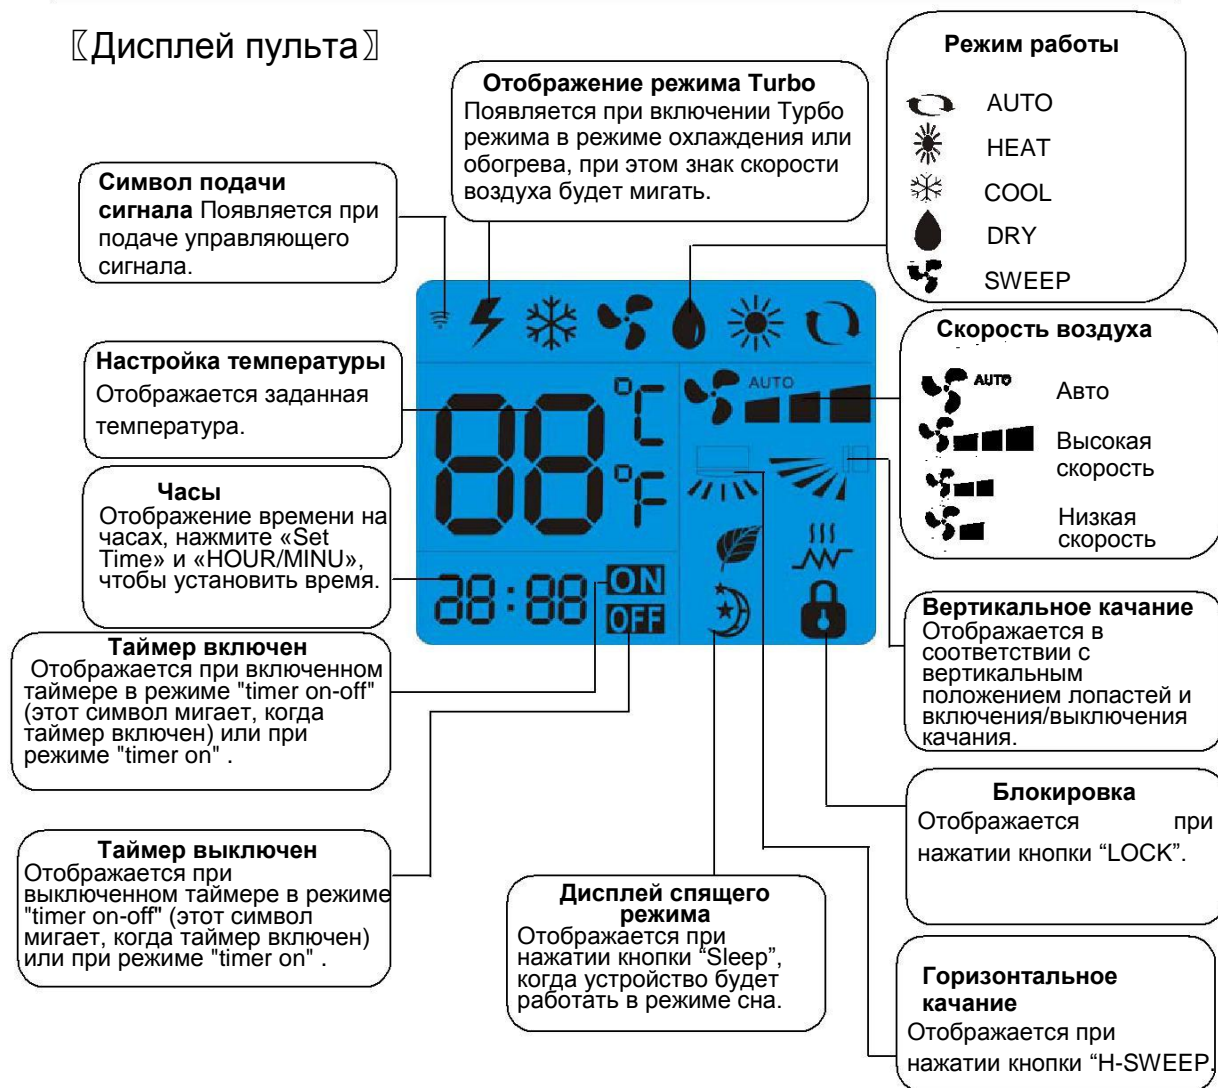 〖Дисплей пульта〗
Отображение режима Turbo
Появляется при включении Турбо
режима в режиме охлаждения или
обогрева, при этом знак скорости
воздуха будет мигать.
Режим работы
AUTO
HEAT
COOL
DRY
SWEEP
Символ подачи
сигнала Появляется при
подаче управляющего
сигнала.
Настройка температуры
Отображается заданная
температура.
Часы
Отображение времени на
часах, нажмите «Set
Time» и «HOUR/MINU»,
чтобы установить время.
Таймер включен
Отображается при включенном
таймере в режиме "timer on-off"
(этот символ мигает, когда
таймер включен) или при
режиме "timer on" .
Таймер выключен
Отображается при
выключенном таймере в режиме
"timer on-off" (этот символ
мигает, когда таймер включен)
или при режиме "timer on" .
88 °C
°F
AUTO
88:88 ON
OFF
Скорость воздуха
AUTO Авто
Высокая
скорость
Низкая
скорость
Вертикальное качание
Отображается в
соответствии с
вертикальным
положением лопастей и
включения/выключения
качания.
Блокировка
Отображается при
нажатии кнопки “LOCK”.
Дисплей спящего
режима
Отображается при
нажатии кнопки “Sleep”,
когда устройство будет
работать в режиме сна.
Горизонтальное
качание
Отображается при
нажатии кнопки “H-SWEEP.